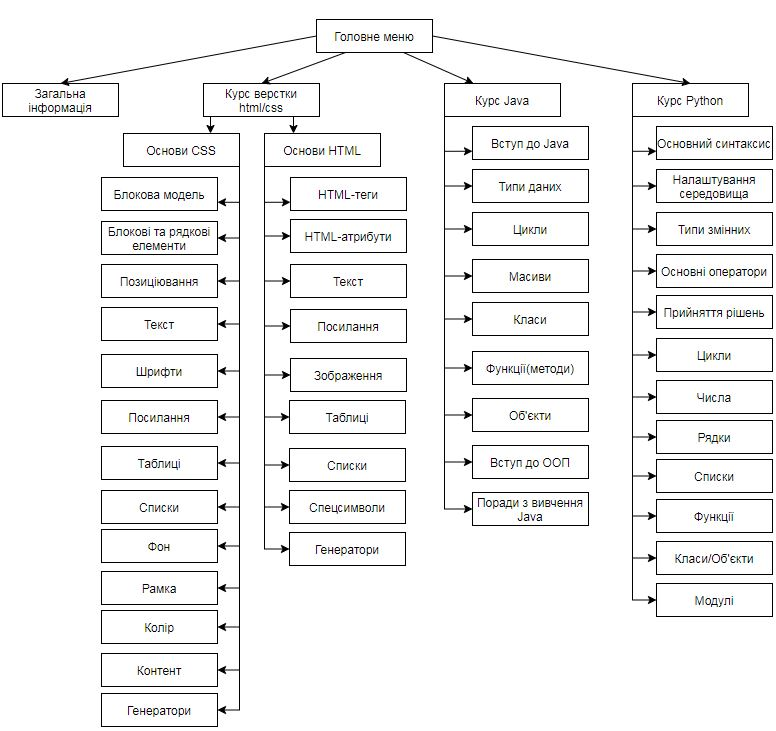 Головне меню
Загальна
інформація
Курс верстки
html/css
Курс Java
Курс Python
Основи CSS
Блокова модель
Блокові та рядкові
елементи
Позиціювання
Текст
Шрифти
Посилання
Таблиці
Списки
Фон
Рамка
Колір
Контент
Генератори
Основи HTML
HTML-теги
HTML-атрибути
Текст
Посилання
Зображення
Таблиці
Списки
Спецсимволи
Генератори
Вступ до Java
Типи даних
Цикли
Масиви
Класи
Функції(методи)
Об'єкти
Вступ до ООП
Поради з вивчення
Java
Основний синтаксис
Налаштування
середовища
Типи змінних
Основні оператори
Прийняття рішень
Цикли
Числа
Рядки
Списки
Функції
Класи/Об'єкти
Модулі